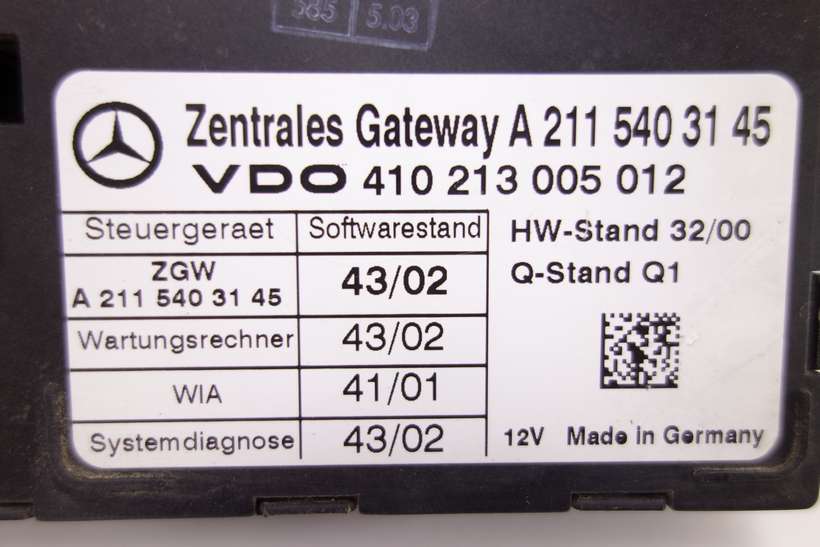 585 5.03
Zentrales Gateway A 211 540 31 45
VDO 410 213 005 012
Steuergeraet Softwarestand
HW-Stand 32/00
ZGW
A 211 540 31 45 43/02
Q-Stand Q1
Wartungsrechner 43/02
WIA 41/01
Systemdiagnose 43/02
12V Made in Germany